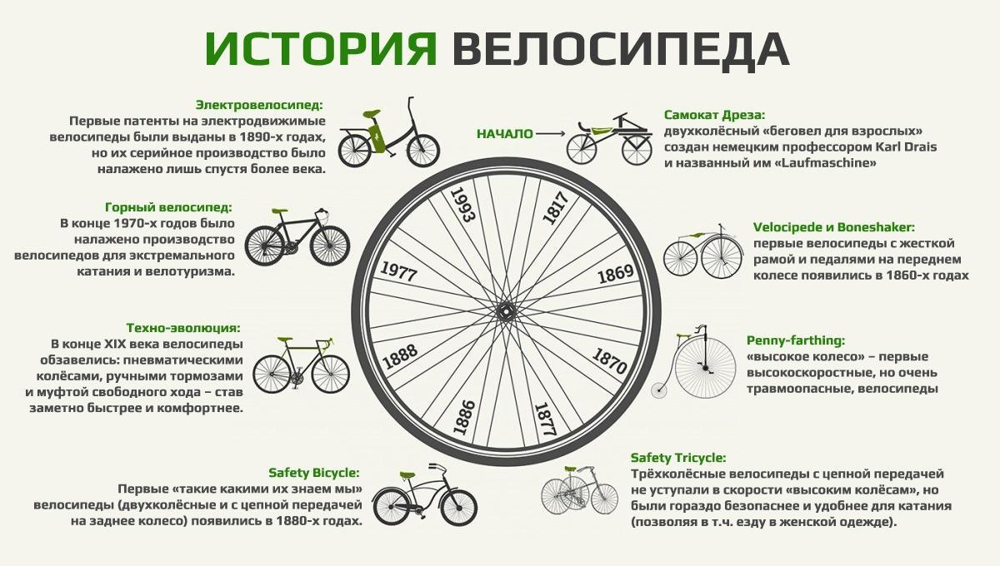 ИСТОРИЯ ВЕЛОСИПЕДА
НАЧАЛО
Самокат Дреза:
двухколёсный «беговел для взрослых»
создан немецким профессором Karl Drais
и названный им «Laufmaschine»
1817
Velocipede и Boneshaker:
первые велосипеды с жесткой
рамой и педалями на переднем
колесе появились в 1860-х годах
1869
Penny-farthing:
«высокое колесо» – первые
высокоскоростные, но очень
травмоопасные, велосипеды
1870
Safety Tricycle:
Трёхколёсные велосипеды с цепной передачей
не уступали в скорости «высоким колёсам», но
были гораздо безопаснее и удобнее для катания
(позволяя в т.ч. езду в женской одежде).
1877
Safety Bicycle:
Первые «такие какими их знаем мы»
велосипеды (двухколёсные и с цепной передачей
на заднее колесо) появились в 1880-х годах.
1886
Техно-эволюция:
В конце XIX века велосипеды
обзавелись: пневматическими
колёсами, ручными тормозами
и муфтой свободного хода – став
заметно быстрее и комфортнее.
1888
Горный велосипед:
В конце 1970-х годов было
налажено производство
велосипедов для экстремального
катания и велотуризма.
1977
Электровелосипед:
Первые патенты на электродвижимые
велосипеды были выданы в 1890-х годах,
но их серийное производство было
налажено лишь спустя более века.
1993